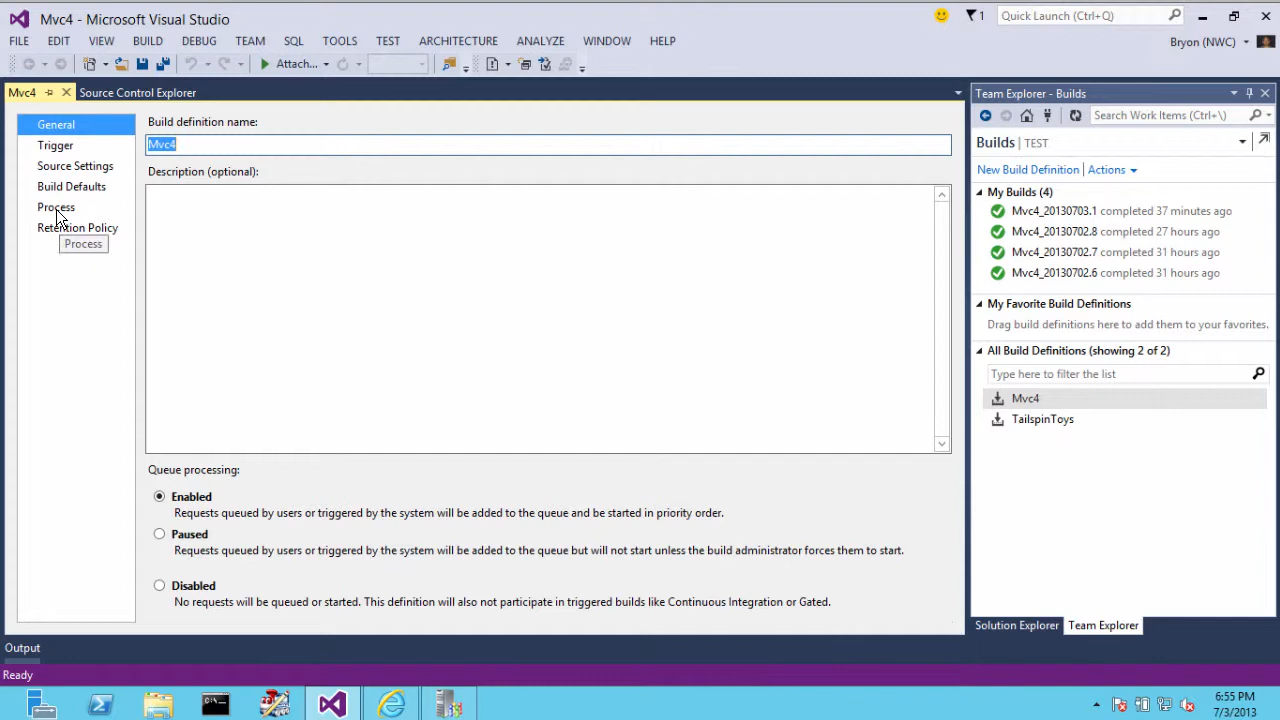 Mvc4 - Microsoft Visual Studio
1
Quick Launch (Ctrl+Q)
FILE EDIT VIEW BUILD DEBUG TEAM SQL TOOLS TEST ARCHITECTURE ANALYZE WINDOW HELP
Bryon (NWC)
Attach...
Mvc4
Source Control Explorer
General
Trigger
Source Settings
Build Defaults
Process
Retention Policy
Process
Build definition name:
Mvc4
Description (optional):
Queue processing:
Enabled
Requests queued by users or triggered by the system will be added to the queue and be started in priority order.
Paused
Requests queued by users or triggered by the system will be added to the queue but will not start unless the build administrator forces them to start.
Disabled
No requests will be queued or started. This definition will also not participate in triggered builds like Continuous Integration or Gated.
Team Explorer - Builds
Search Work Items (Ctrl+\)
Builds | TEST
New Build Definition Actions
My Builds (4)
Mvc4_20130703.1 completed 37 minutes ago
Mvc4_20130702.8 completed 27 hours ago
Mvc4_20130702.7 completed 31 hours ago
Mvc4_20130702.6 completed 31 hours ago
My Favorite Build Definitions
Drag build definitions here to add them to your favorites.
All Build Definitions (showing 2 of 2)
Type here to filter the list
Mvc4
TailspinToys
Solution Explorer Team Explorer
Output
Ready
6:55 PM
7/3/2013